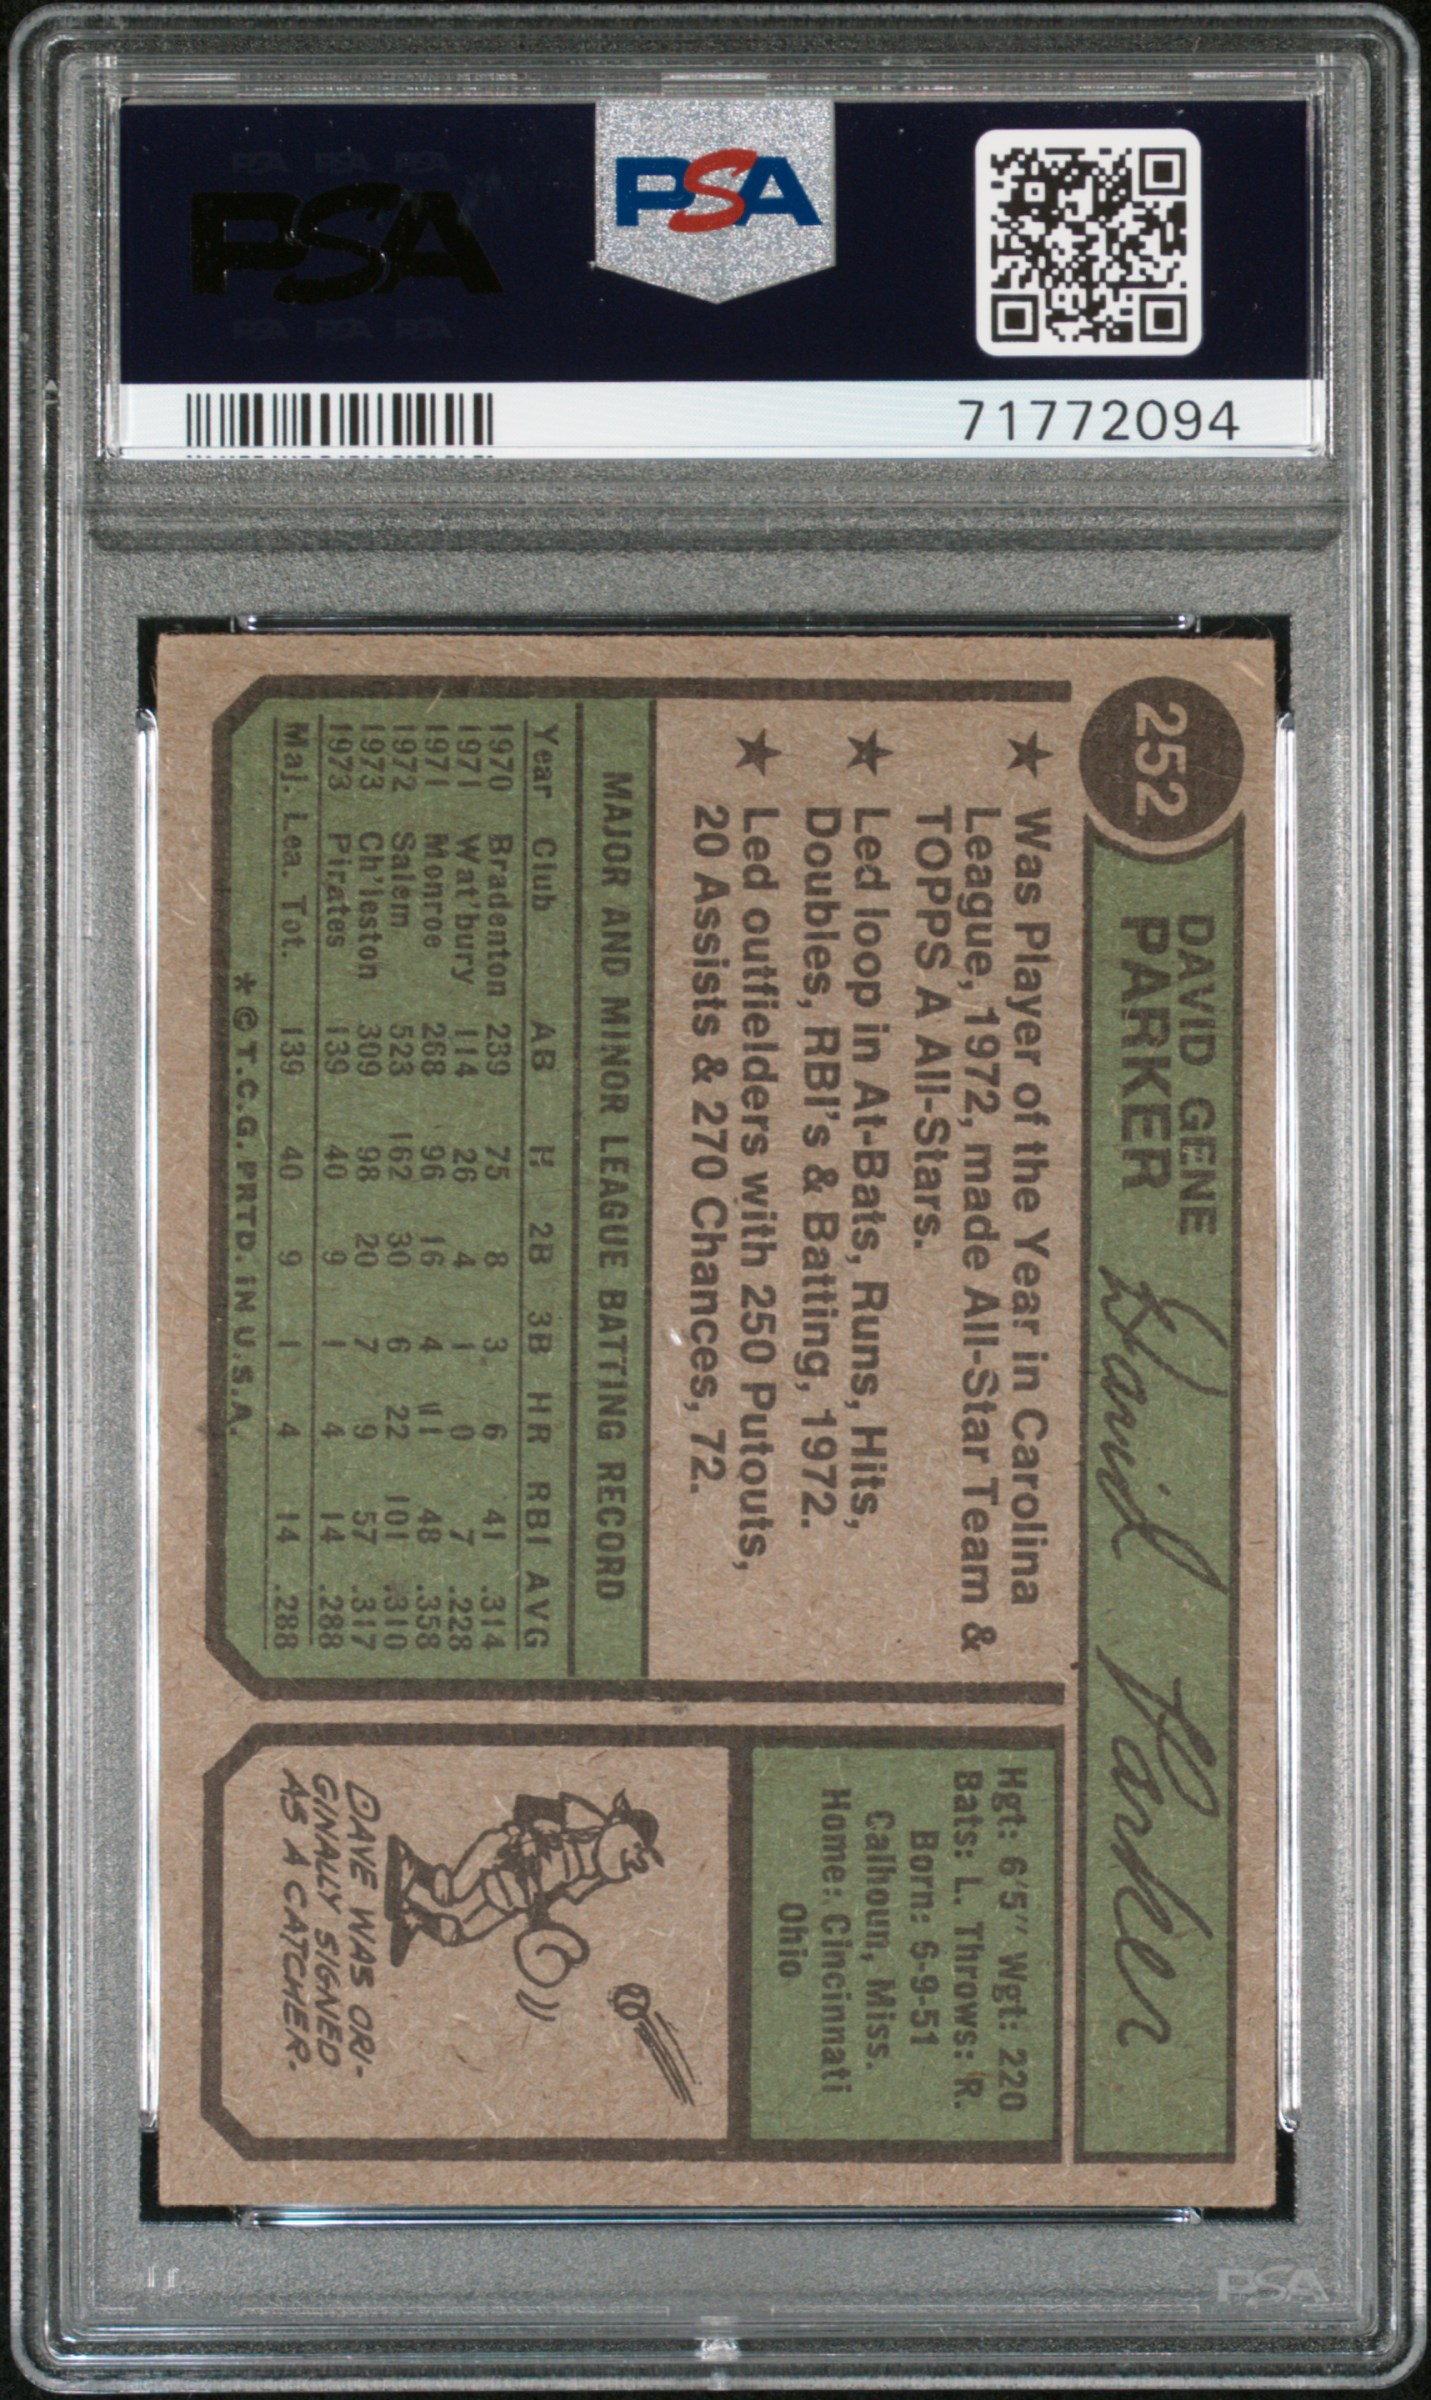 PSA PSA PSA
PSA
PSA PSA PSA
PSA
71772094
252
DAVID GENE
PARKER
David Parker
★ Was Player of the Year in Carolina
League, 1972, made All-Star Team &
TOPPS A All-Stars.
★ Led loop in At-Bats, Runs, Hits,
Doubles, RBI's & Batting, 1972.
★ Led outfielders with 250 Putouts,
20 Assists & 270 Chances, 72.
MAJOR AND MINOR LEAGUE BATTING RECORD
Year Club AB H 2B 3B HR RBI AVG
1970 Bradenton 239 75 8 3 6 41 .314
1971 Wat'bury 114 26 4 1 0 7 .228
1971 Monroe 268 96 16 4 11 48 .358
1972 Salem 523 162 30 6 22 101 .310
1973 Ch'leston 309 98 20 7 9 57 .317
1973 Pirates 139 40 9 1 4 14 .288
Maj. Lea. Tot. 139 40 9 1 4 14 .288
* © T.C.G. PRTD. IN U.S.A.
Hgt: 6'5" Wgt: 220
Bats: L. Throws: R.
Born: 6-9-51
Calhoun, Miss.
Home: Cincinnati
Ohio
DAVE WAS ORI-
GINALLY SIGNED
AS A CATCHER.
PSA